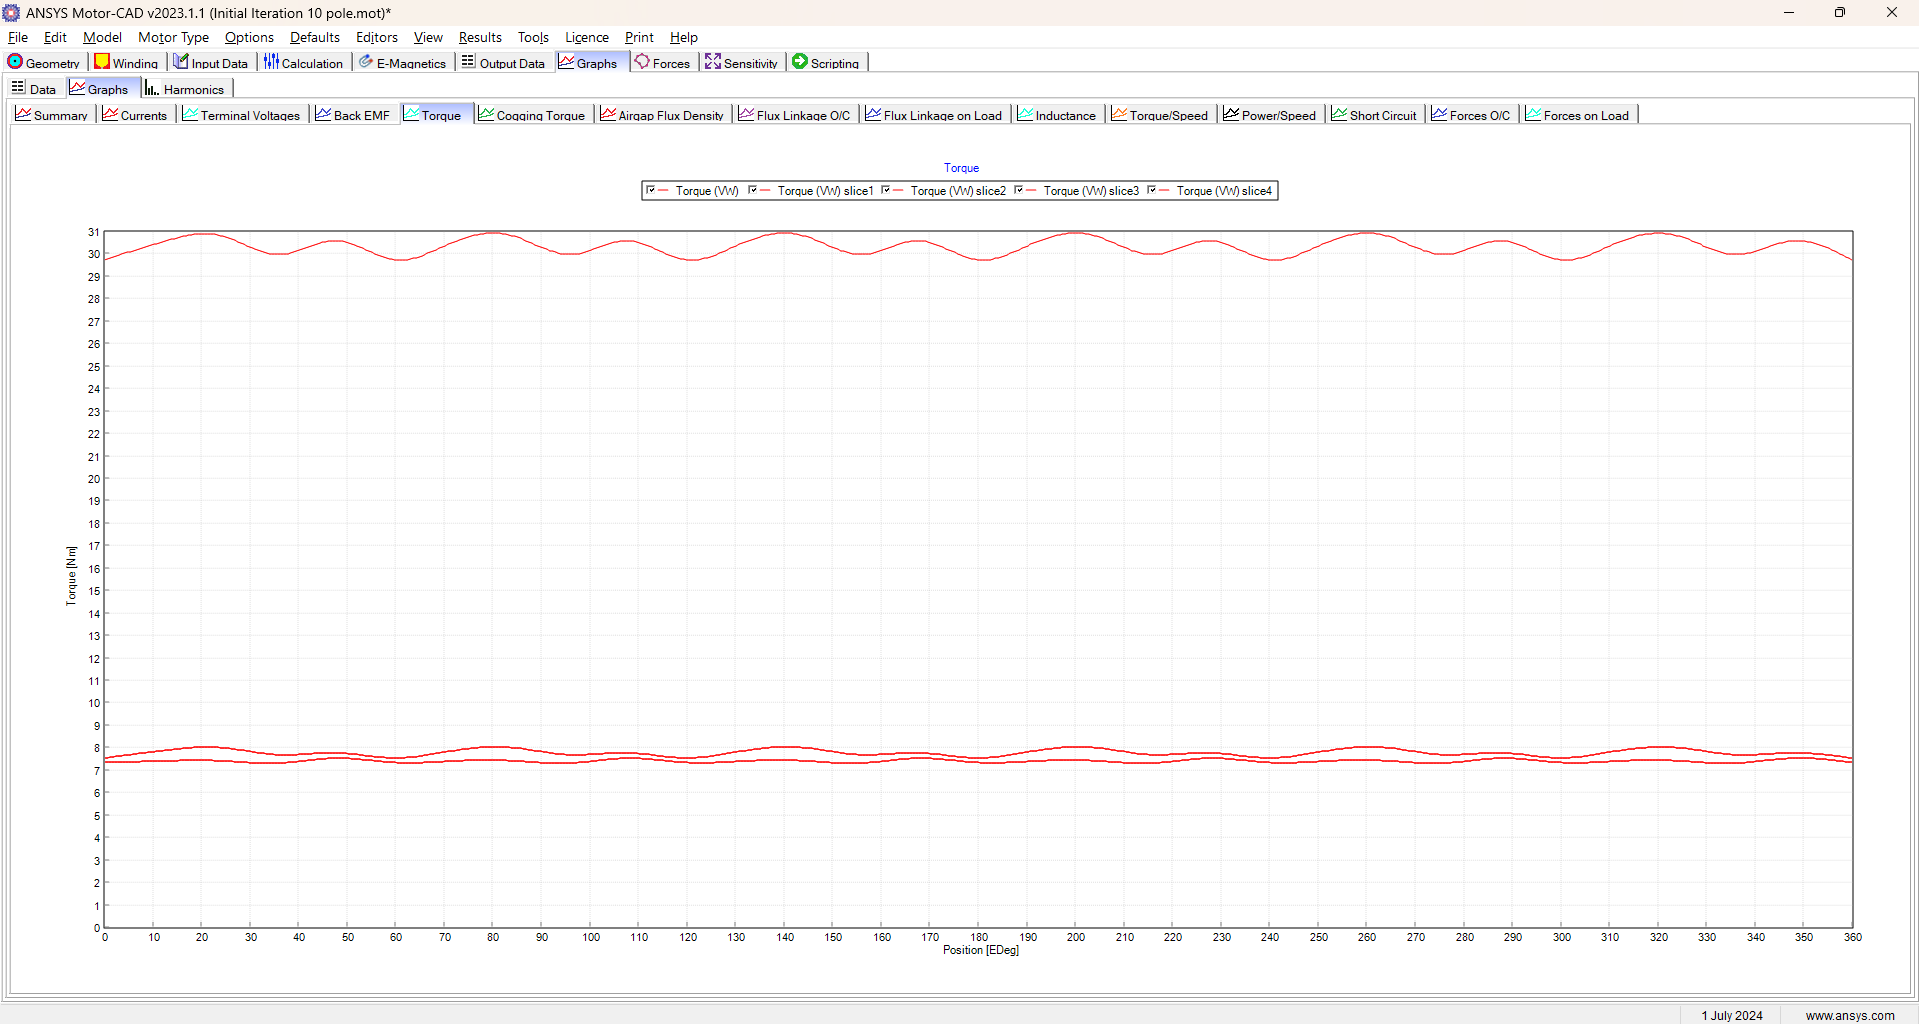 ANSYS Motor-CAD v2023.1.1 (Initial Iteration 10 pole.mot)*
File Edit Model Motor Type Options Defaults Editors View Results Tools Licence Print Help
Geometry Winding Input Data Calculation E-Magnetics Output Data Graphs Forces Sensitivity Scripting
Data Graphs Harmonics
Summary Currents Terminal Voltages Back EMF Torque Cogging Torque Airgap Flux Density Flux Linkage O/C Flux Linkage on Load Inductance Torque/Speed Power/Speed Short Circuit Forces O/C Forces on Load
Torque
Torque (VW) Torque (VW) slice1 Torque (VW) slice2 Torque (VW) slice3 Torque (VW) slice4
31
30
29
28
27
26
25
24
23
22
21
20
19
18
17
16
15
14
13
12
11
10
9
8
7
6
5
4
3
2
1
0
Torque [Nm]
0 10 20 30 40 50 60 70 80 90 100 110 120 130 140 150 160 170 180 190 200 210 220 230 240 250 260 270 280 290 300 310 320 330 340 350 360
Position [EDeg]
1 July 2024 www.ansys.com